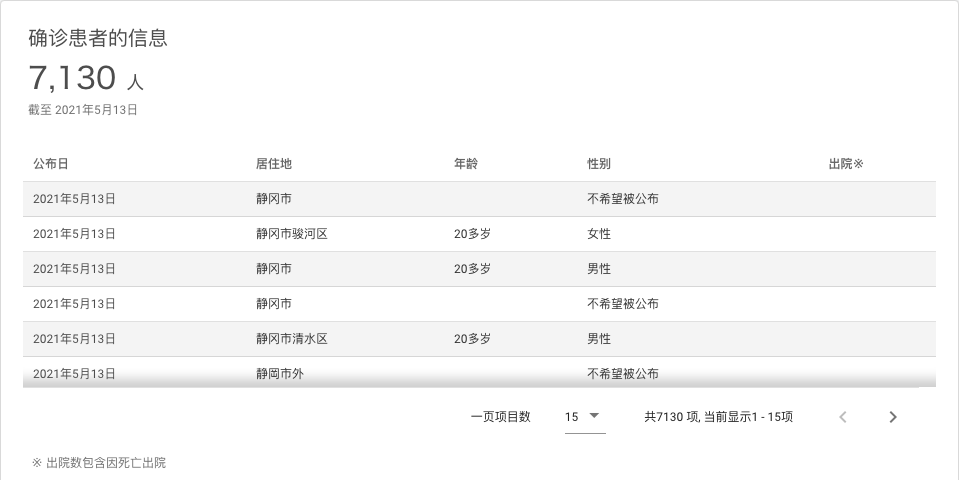 确诊患者的信息
7,130 人
截至 2021年5月13日
公布日 居住地 年龄 性别 出院※
2021年5月13日 静冈市 不希望被公布
2021年5月13日 静冈市骏河区 20多岁 女性
2021年5月13日 静冈市 20多岁 男性
2021年5月13日 静冈市 不希望被公布
2021年5月13日 静冈市清水区 20多岁 男性
2021年5月13日 静岡市外 不希望被公布
一页项目数 15 共7130 项, 当前显示1 - 15项
※ 出院数包含因死亡出院